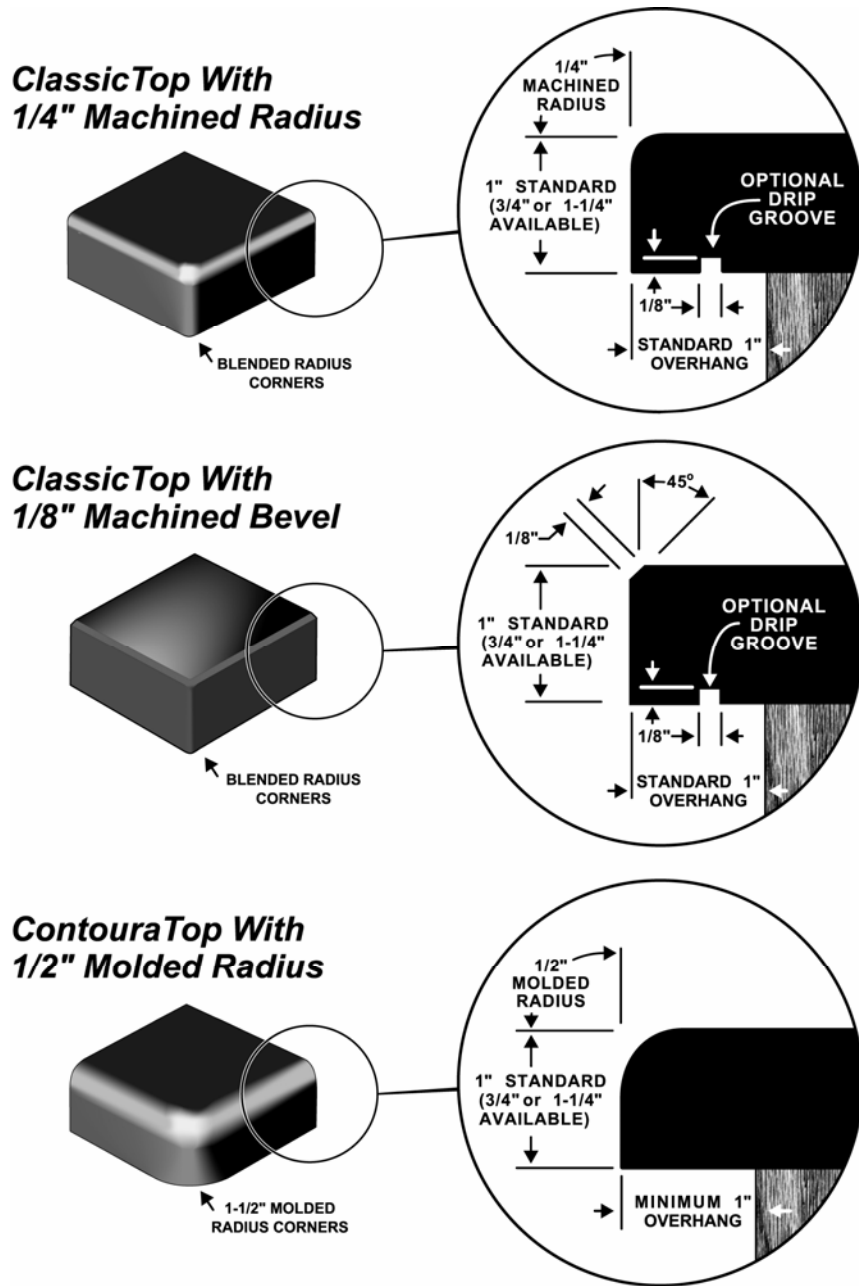 ClassicTop With
1/4" Machined Radius
BLENDED RADIUS
CORNERS
1/4"
MACHINED
RADIUS
1" STANDARD
(3/4" or 1-1/4"
AVAILABLE)
OPTIONAL
DRIP
GROOVE
1/8"
STANDARD 1"
OVERHANG
ClassicTop With
1/8" Machined Bevel
BLENDED RADIUS
CORNERS
45°
1/8"
1" STANDARD
(3/4" or 1-1/4"
AVAILABLE)
OPTIONAL
DRIP
GROOVE
1/8"
STANDARD 1"
OVERHANG
ContouraTop With
1/2" Molded Radius
1-1/2" MOLDED
RADIUS CORNERS
1/2"
MOLDED
RADIUS
1" STANDARD
(3/4" or 1-1/4"
AVAILABLE)
MINIMUM 1"
OVERHANG